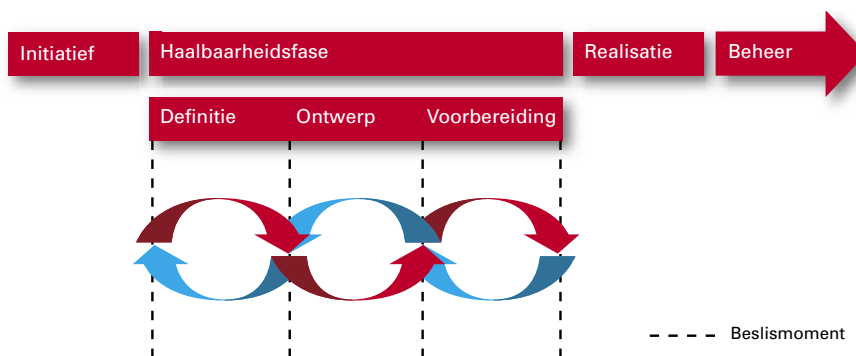 Initiatief Haalbaarheidsfase Realisatie Beheer
Definitie Ontwerp Voorbereiding
Beslismoment